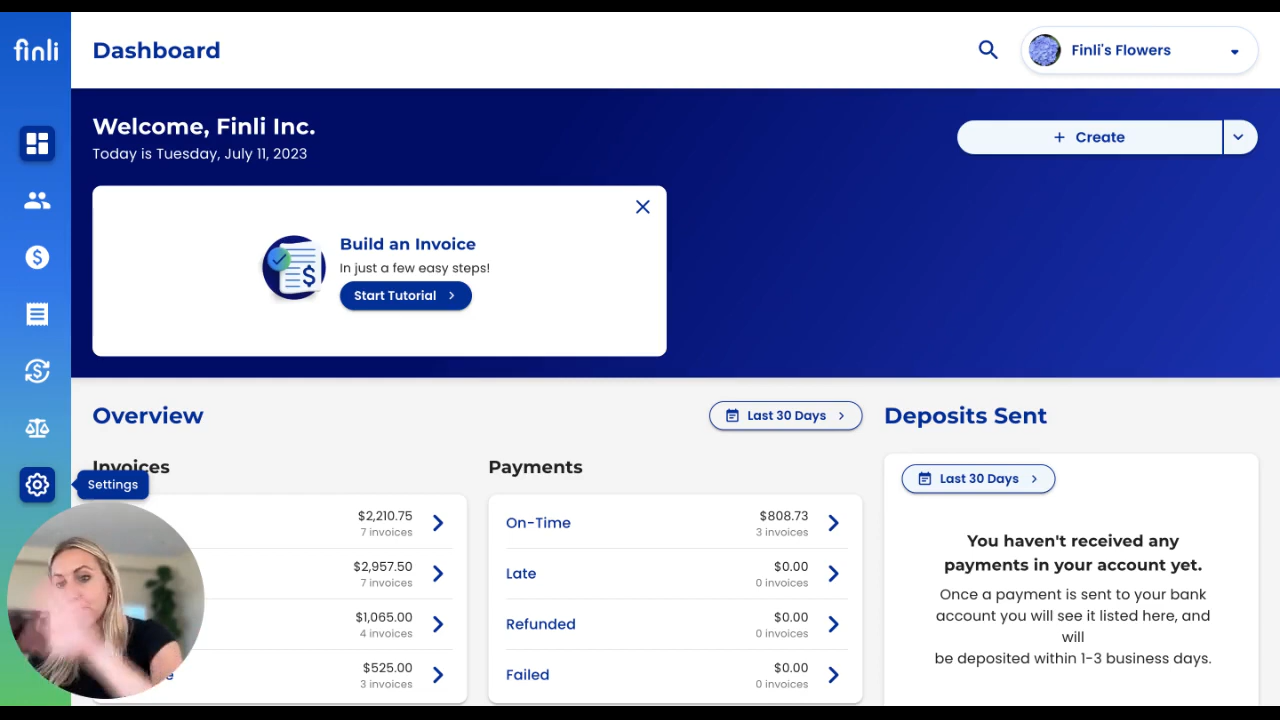 finli
Dashboard
Finli's Flowers
Welcome, Finli Inc.
Today is Tuesday, July 11, 2023
+ Create
Build an Invoice
In just a few easy steps!
Start Tutorial
Overview
Last 30 Days
Deposits Sent
Invoices
Settings
$2,210.75
7 invoices
$2,957.50
7 invoices
$1,065.00
4 invoices
$525.00
3 invoices
Payments
On-Time
$808.73
3 invoices
Late
$0.00
0 invoices
Refunded
$0.00
0 invoices
Failed
$0.00
0 invoices
Last 30 Days
You haven't received any
payments in your account yet.
Once a payment is sent to your bank
account you will see it listed here, and
will
be deposited within 1-3 business days.